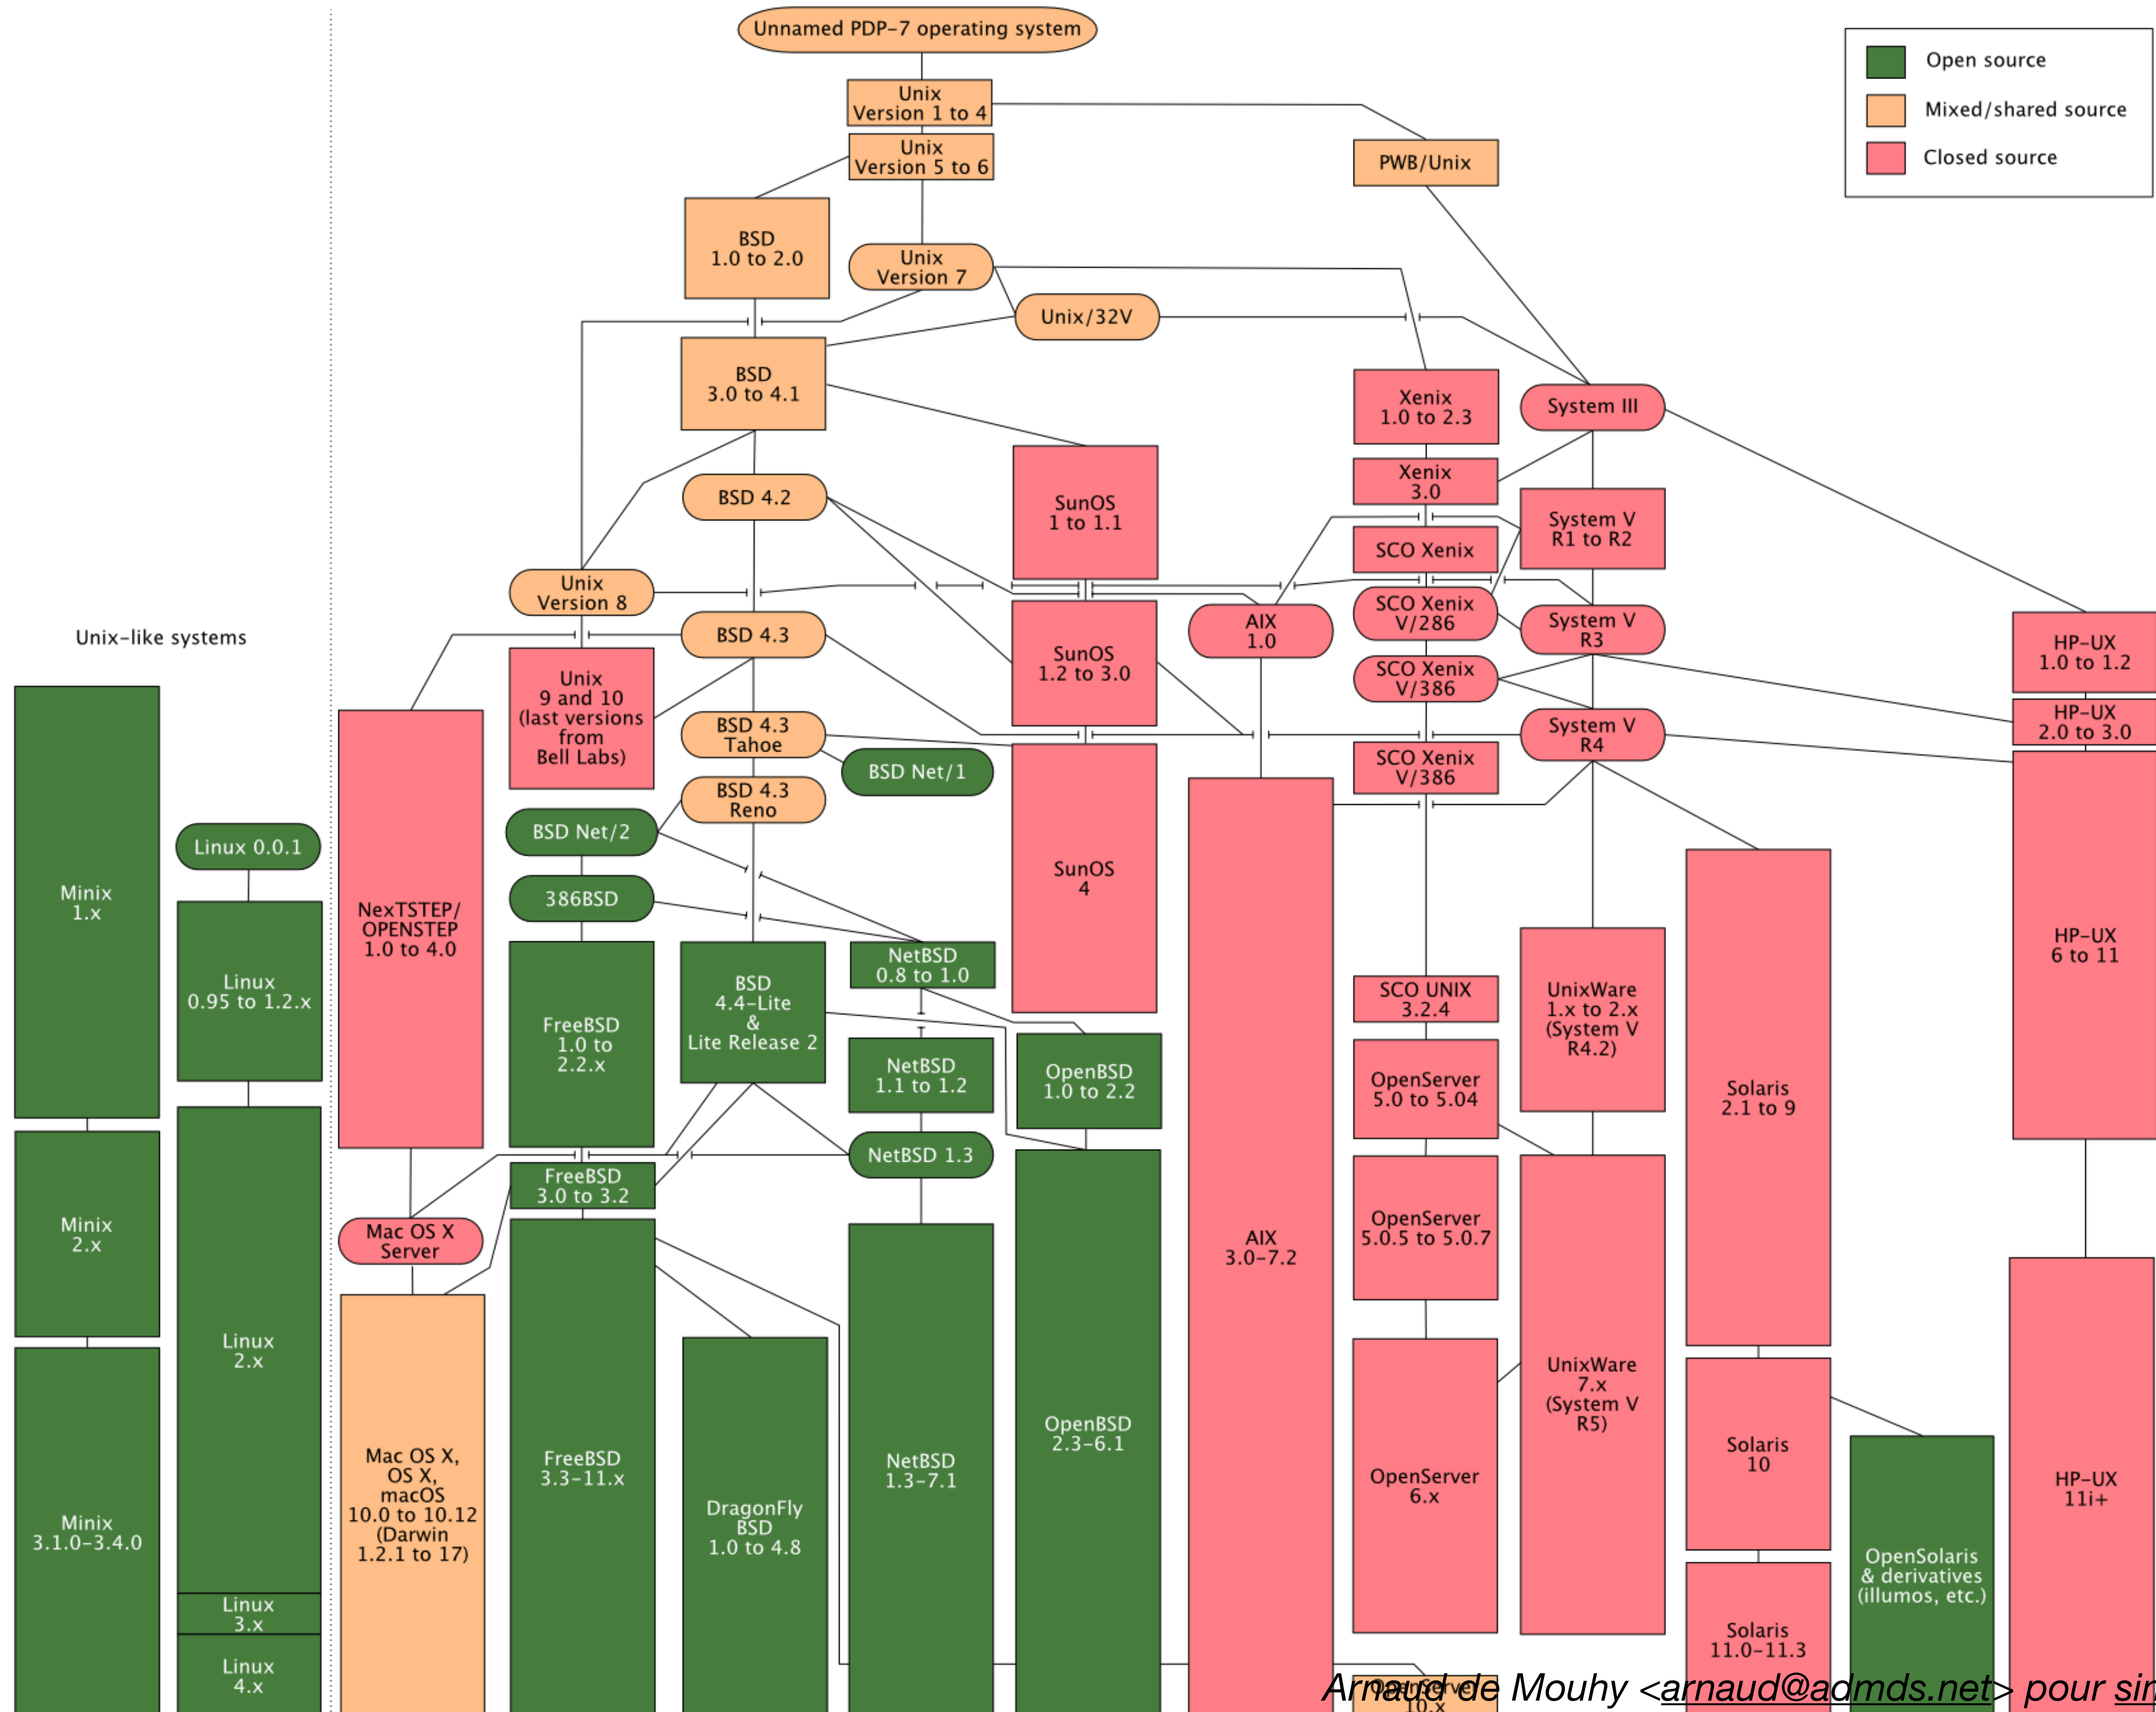 Unnamed PDP-7 operating system
Open source
Mixed/shared source
Closed source
Unix
Version 1 to 4
Unix
Version 5 to 6
PWB/Unix
BSD
1.0 to 2.0
Unix
Version 7
Unix/32V
BSD
3.0 to 4.1
Xenix
1.0 to 2.3
System III
Xenix
3.0
BSD 4.2
SunOS
1 to 1.1
System V
R1 to R2
SCO Xenix
Unix
Version 8
SCO Xenix
V/286
AIX
1.0
System V
R3
BSD 4.3
Unix-like systems
HP-UX
1.0 to 1.2
SunOS
1.2 to 3.0
SCO Xenix
V/386
Unix
9 and 10
(last versions
from
Bell Labs)
HP-UX
2.0 to 3.0
BSD 4.3
Tahoe
System V
R4
BSD Net/1
SCO Xenix
V/386
BSD 4.3
Reno
BSD Net/2
Linux 0.0.1
SunOS
4
386BSD
Minix
1.x
NexTSTEP/
OPENSTEP
1.0 to 4.0
HP-UX
6 to 11
NetBSD
0.8 to 1.0
Linux
0.95 to 1.2.x
BSD
4.4-Lite
&
Lite Release 2
SCO UNIX
3.2.4
UnixWare
1.x to 2.x
(System V
R4.2)
FreeBSD
1.0 to
2.2.x
NetBSD
1.1 to 1.2
OpenBSD
1.0 to 2.2
OpenServer
5.0 to 5.04
Solaris
2.1 to 9
NetBSD 1.3
FreeBSD
3.0 to 3.2
Minix
2.x
Mac OS X
Server
OpenServer
5.0.5 to 5.0.7
AIX
3.0-7.2
Linux
2.x
UnixWare
7.x
(System V
R5)
OpenBSD
2.3-6.1
Mac OS X,
OS X,
macOS
10.0 to 10.12
(Darwin
1.2.1 to 17)
FreeBSD
3.3-11.x
NetBSD
1.3-7.1
Solaris
10
OpenServer
6.x
HP-UX
11i+
Minix
3.1.0-3.4.0
DragonFly
BSD
1.0 to 4.8
OpenSolaris
& derivatives
(illumos, etc.)
Linux
3.x
Solaris
11.0-11.3
Linux
4.x
OpenServer
10.x
Arnaud de Mouhy <arnaud@admds.net> pour